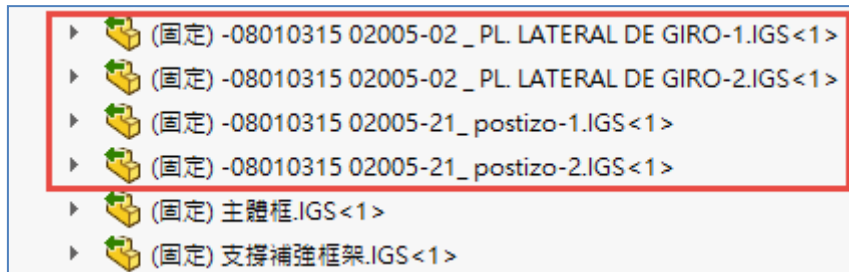 (固定) -08010315 02005-02 _ PL. LATERAL DE GIRO-1.IGS<1>
(固定) -08010315 02005-02 _ PL. LATERAL DE GIRO-2.IGS<1>
(固定) -08010315 02005-21_ postizo-1.IGS<1>
(固定) -08010315 02005-21_ postizo-2.IGS<1>
(固定) 主體框.IGS<1>
(固定) 支撐補強框架.IGS<1>